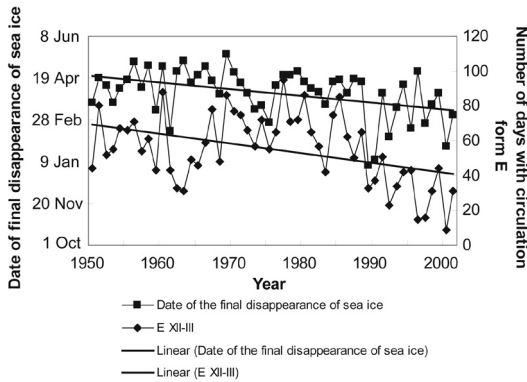 Date of final disappearance of sea ice
8 Jun
19 Apr
28 Feb
9 Jan
20 Nov
1 Oct
120
100
80
60
40
20
0
Number of days with circulation
form E
1950
1960
1970
1980
1990
2000
Year
Date of the final disappearance of sea ice
E XII-III
Linear (Date of the final disappearance of sea ice)
Linear (E XII-III)